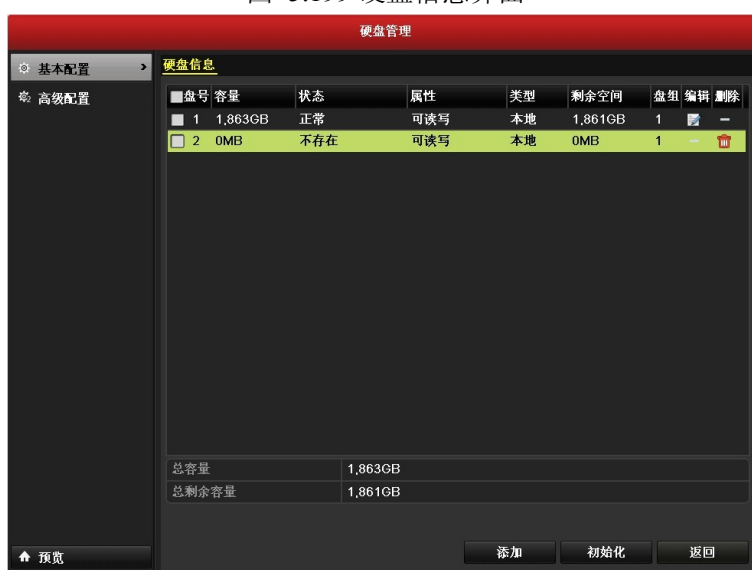 硬盘管理
基本配置
高级配置
硬盘信息
盘号 容量 状态 属性 类型 剩余空间 盘组 编辑 删除
1 1,863GB 正常 可读写 本地 1,861GB 1 –
2 0MB 不存在 可读写 本地 0MB 1 –
总容量 1,863GB
总剩余容量 1,861GB
预览 添加 初始化 返回